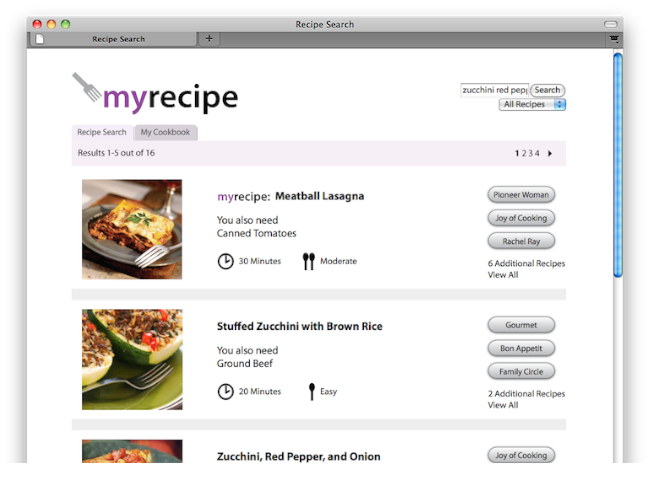 Recipe Search
Recipe Search
+
myrecipe
zucchini red pepp
Search
All Recipes
Recipe Search
My Cookbook
Results 1-5 out of 16
1 2 3 4
myrecipe: Meatball Lasagna
You also need
Canned Tomatoes
30 Minutes
Moderate
Pioneer Woman
Joy of Cooking
Rachel Ray
6 Additional Recipes
View All
Stuffed Zucchini with Brown Rice
You also need
Ground Beef
20 Minutes
Easy
Gourmet
Bon Appetit
Family Circle
2 Additional Recipes
View All
Zucchini, Red Pepper, and Onion
Joy of Cooking